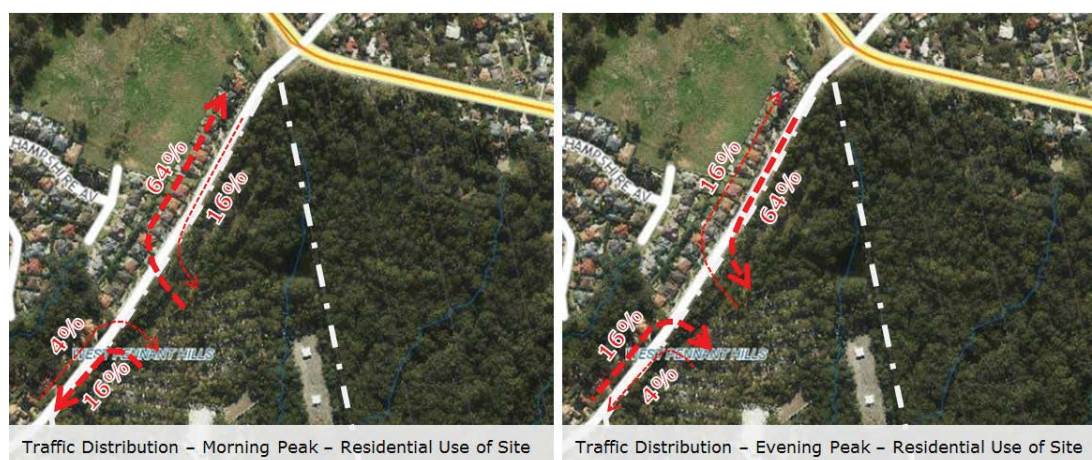 64%
16%
HAMPSHIRE AV
4%
WEST PENNANT HILLS
16%
Traffic Distribution – Morning Peak – Residential Use of Site
16%
64%
HAMPSHIRE AV
16%
WEST PENNANT HILLS
4%
Traffic Distribution – Evening Peak – Residential Use of Site